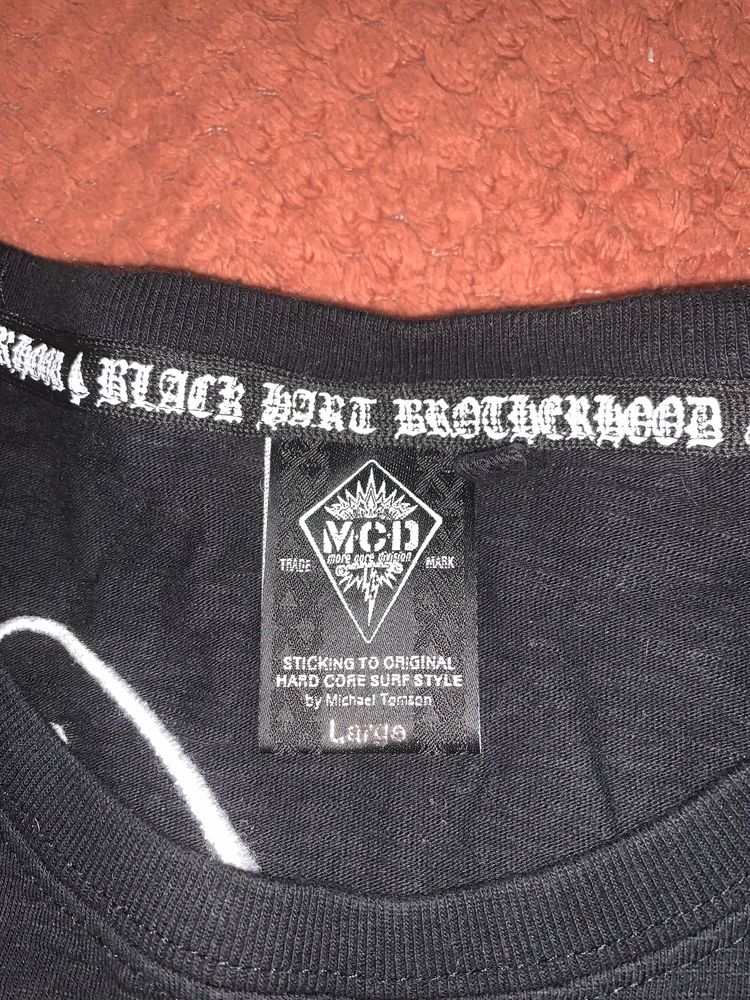 BLACK HART BROTHERHOOD
MCD
more core division
TRADE MARK
STICKING TO ORIGINAL
HARD CORE SURF STYLE
by Michael Tomson
Large